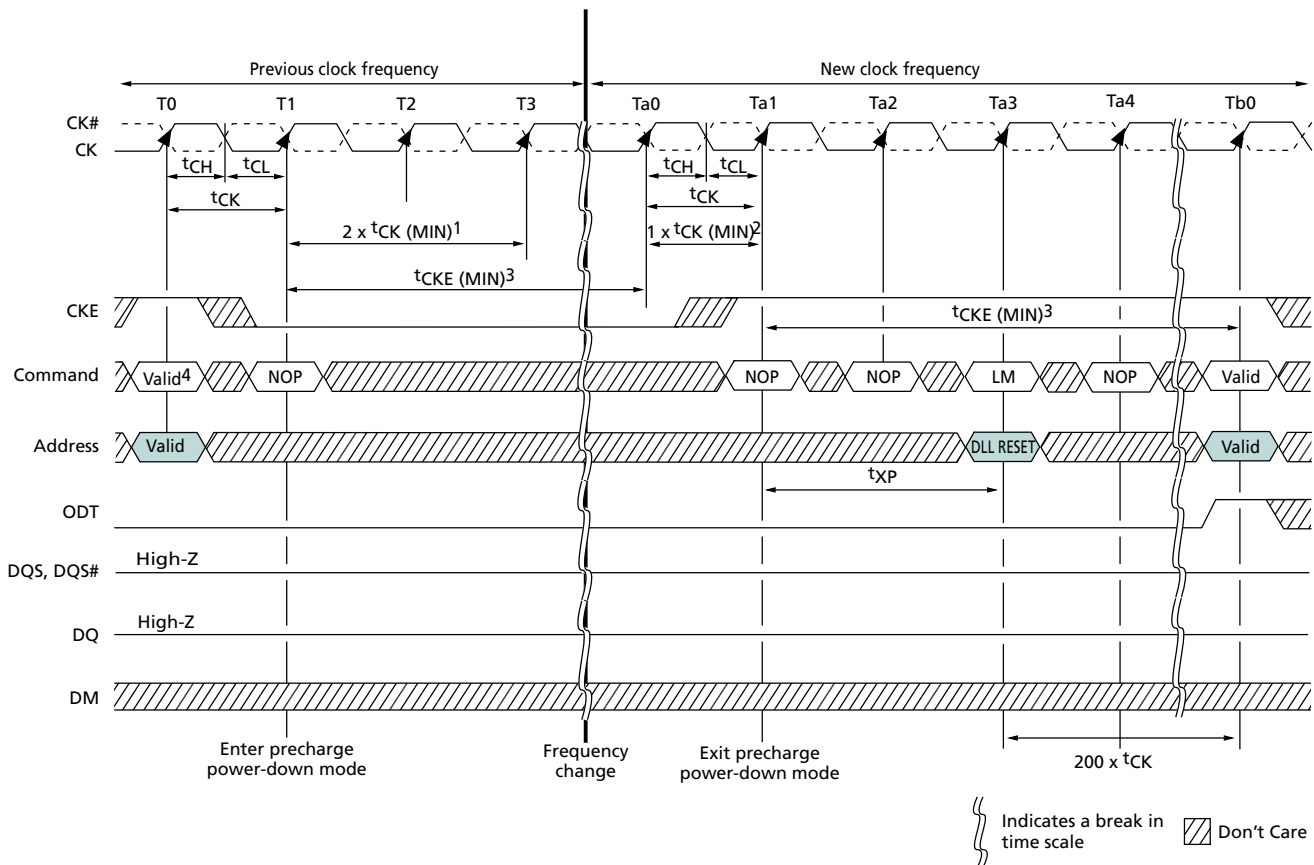 Previous clock frequency New clock frequency
T0 T1 T2 T3 Ta0 Ta1 Ta2 Ta3 Ta4 Tb0
CK#
CK
tCH tCL tCH tCL
tCK tCK
2 x tCK (MIN)1 1 x tCK (MIN)2
tCKE (MIN)3
CKE
tCKE (MIN)3
Command Valid4 NOP NOP NOP LM NOP Valid
Address Valid DLL RESET Valid
tXP
ODT
DQS, DQS# High-Z
DQ High-Z
DM
Enter precharge
power-down mode
Frequency
change
Exit precharge
power-down mode
200 x tCK
Indicates a break in
time scale
Don't Care